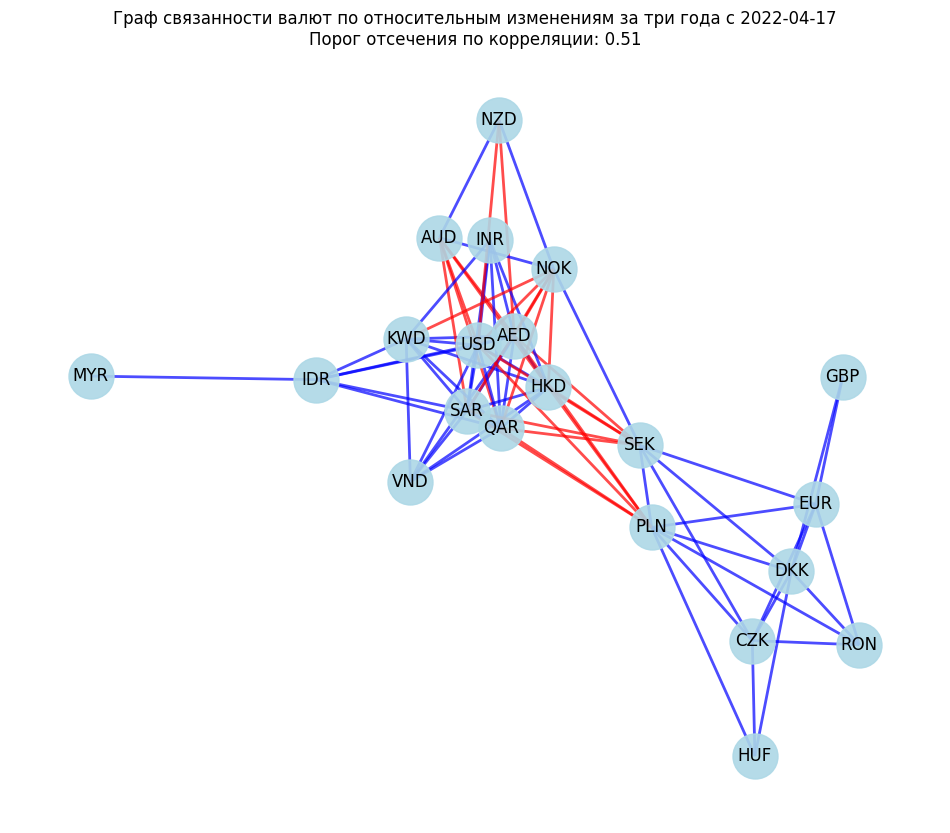 Граф связанности валют по относительным изменениям за три года с 2022-04-17
Порог отсечения по корреляции: 0.51
NZD
AUD
INR
NOK
KWD
USD
AED
MYR
IDR
HKD
GBP
SAR
QAR
SEK
VND
EUR
PLN
DKK
CZK
RON
HUF